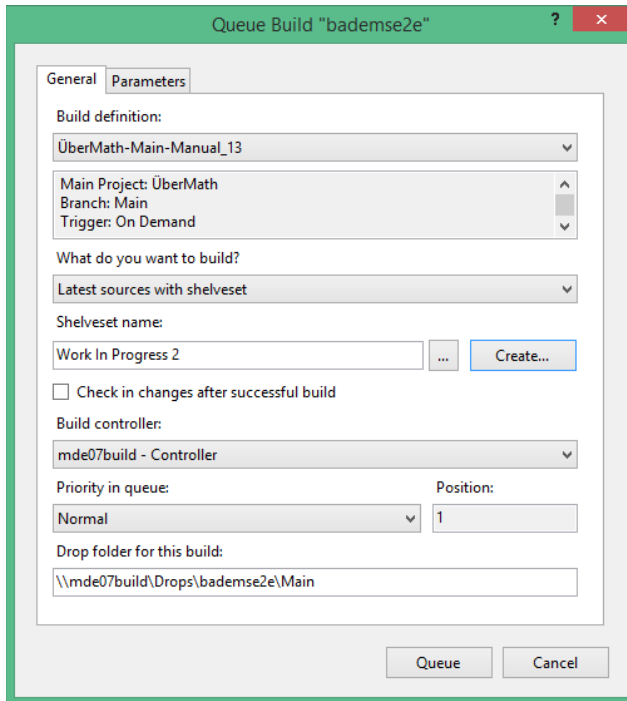 Queue Build "bademse2e"
?
General
Parameters
Build definition:
ÜberMath-Main-Manual_13
Main Project: ÜberMath
Branch: Main
Trigger: On Demand
What do you want to build?
Latest sources with shelveset
Shelveset name:
Work In Progress 2
...
Create...
Check in changes after successful build
Build controller:
mde07build - Controller
Priority in queue:
Position:
Normal
1
Drop folder for this build:
\\mde07build\Drops\bademse2e\Main
Queue
Cancel